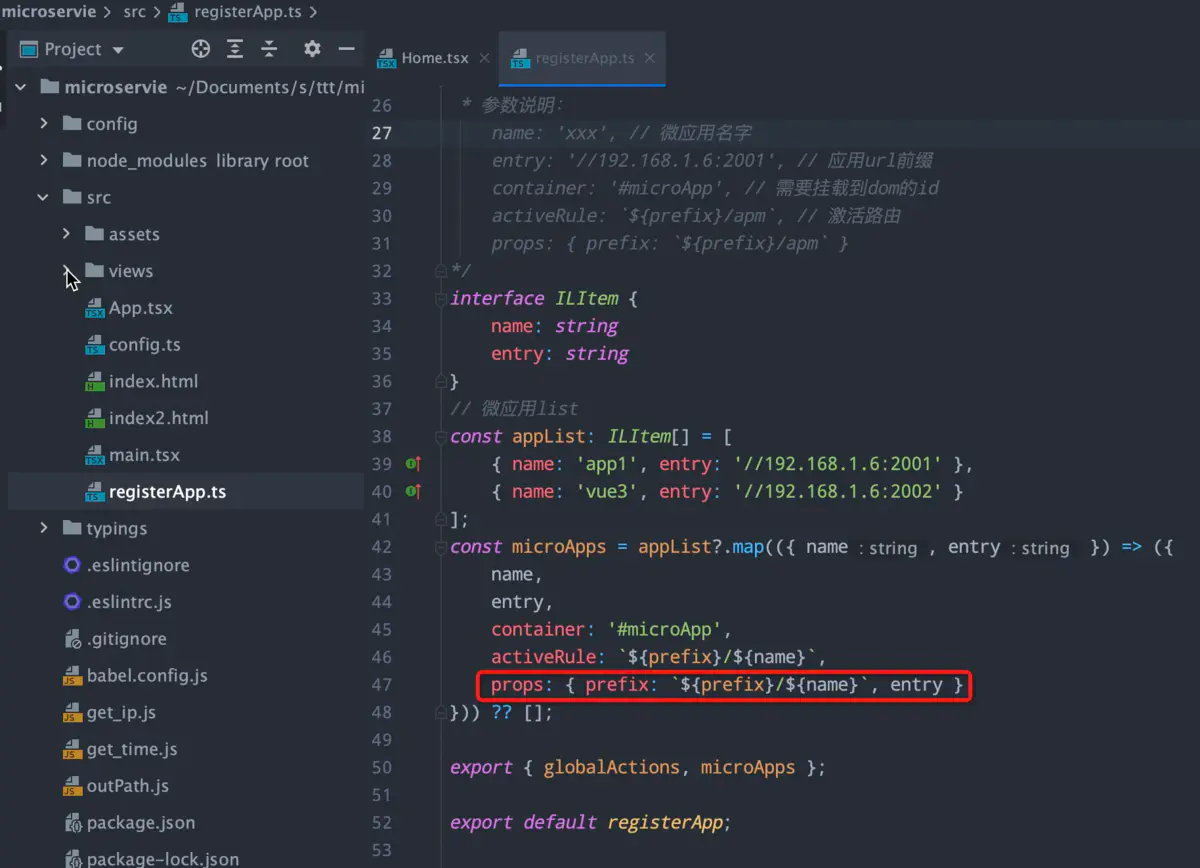 microservie > src > registerApp.ts >
Project
microservie ~/Documents/s/ttt/mi
config
node_modules library root
src
assets
views
App.tsx
config.ts
index.html
index2.html
main.tsx
registerApp.ts
typings
.eslintignore
.eslintrc.js
.gitignore
babel.config.js
get_ip.js
get_time.js
outPath.js
package.json
package-lock.json
Home.tsx
registerApp.ts
26 * 参数说明:
27 name: 'xxx', // 微应用名字
28 entry: '//192.168.1.6:2001', // 应用url前缀
29 container: '#microApp', // 需要挂载到dom的id
30 activeRule: `${prefix}/apm`, // 激活路由
31 props: { prefix: `${prefix}/apm` }
32 */
33 interface ILItem {
34 name: string
35 entry: string
36 }
37 // 微应用list
38 const appList: ILItem[] = [
39 { name: 'app1', entry: '//192.168.1.6:2001' },
40 { name: 'vue3', entry: '//192.168.1.6:2002' }
41 ];
42 const microApps = appList?.map(({ name : string , entry : string }) => ({
43 name,
44 entry,
45 container: '#microApp',
46 activeRule: `${prefix}/${name}`,
47 props: { prefix: `${prefix}/${name}`, entry }
48 })) ?? [];
49
50 export { globalActions, microApps };
51
52 export default registerApp;
53